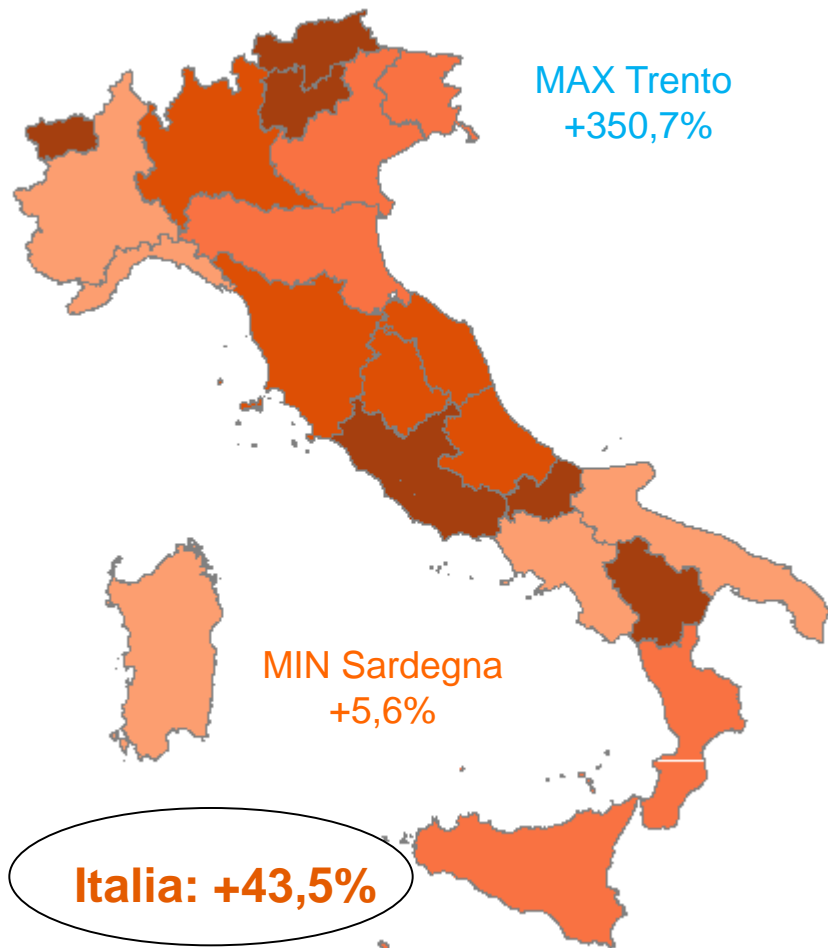 MAX Trento
+350,7%
MIN Sardegna
+5,6%
Italia: +43,5%